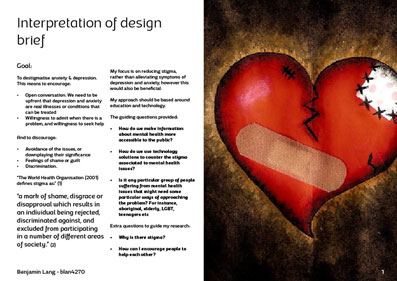 Interpretation of design
brief
Goal:
To destigmatise anxiety & depression.
This means to encourage:
• Open conversation. We need to be
upfront that depression and anxiety
are real illnesses or conditions that
can be treated
• Willingness to admit when there is a
problem, and willingness to seek help
And to discourage:
• Avoidance of the issues, or
downplaying their significance
• Feelings of shame or guilt
• Discrimination.
"The World Health Organisation (2001)
defines stigma as" (1)
"a mark of shame, disgrace or
disapproval which results in
an individual being rejected,
discriminated against, and
excluded from participating
in a number of different areas
of society." (2)
My focus is on reducing stigma,
rather than alleviating symptoms of
depression and anxiety, however this
would also be beneficial.
My approach should be based around
education and technology.
The guiding questions provided:
• How do we make information
about mental health more
accessible to the public?
• How do we use technology
solutions to counter the stigma
associated to mental health
issues?
• Is it any particular group of people
suffering from mental health
issues that might need some
particular ways of approaching
the problem? For instance,
aboriginal, elderly, LGBT,
teenagers etc
Extra questions to guide my research:
• Why is there stigma?
• How can I encourage people to
help each other?
Benjamin Lang - blan4270
1